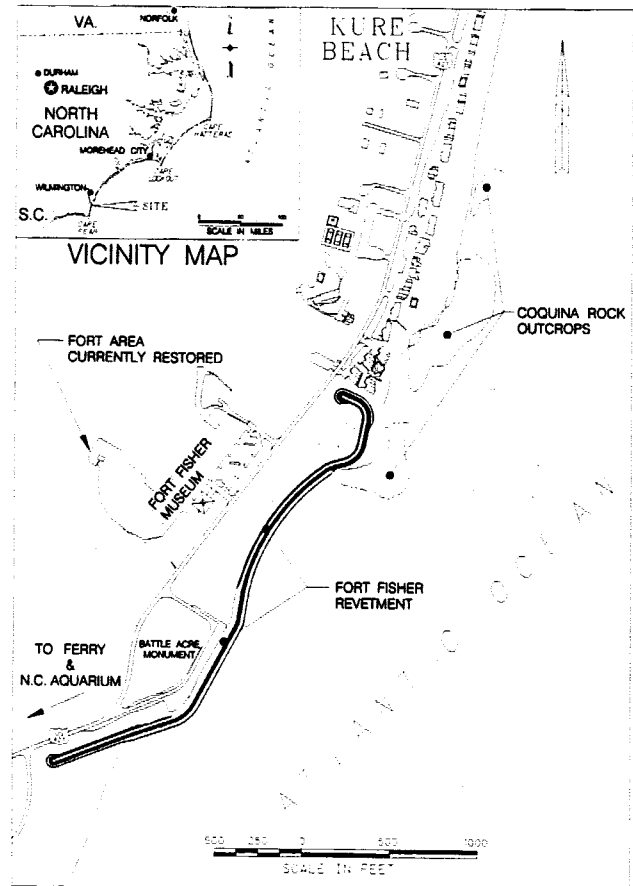 VA.
NORFOLK
DURHAM
RALEIGH
NORTH
CAROLINA
CAPE
HATTERAS
MOREHEAD CITY
CAPE
LOOKOUT
WILMINGTON
SITE
S.C.
CAPE
FEAR
SCALE IN MILES
ATLANTIC OCEAN
VICINITY MAP
KURE
BEACH
COQUINA ROCK
OUTCROPS
FORT AREA
CURRENTLY RESTORED
FORT FISHER
MUSEUM
FORT FISHER
REVETMENT
BATTLE ACRE
MONUMENT
TO FERRY
&
N.C. AQUARIUM
ATLANTIC OCEAN
500 250 0 500 1000
SCALE IN FEET